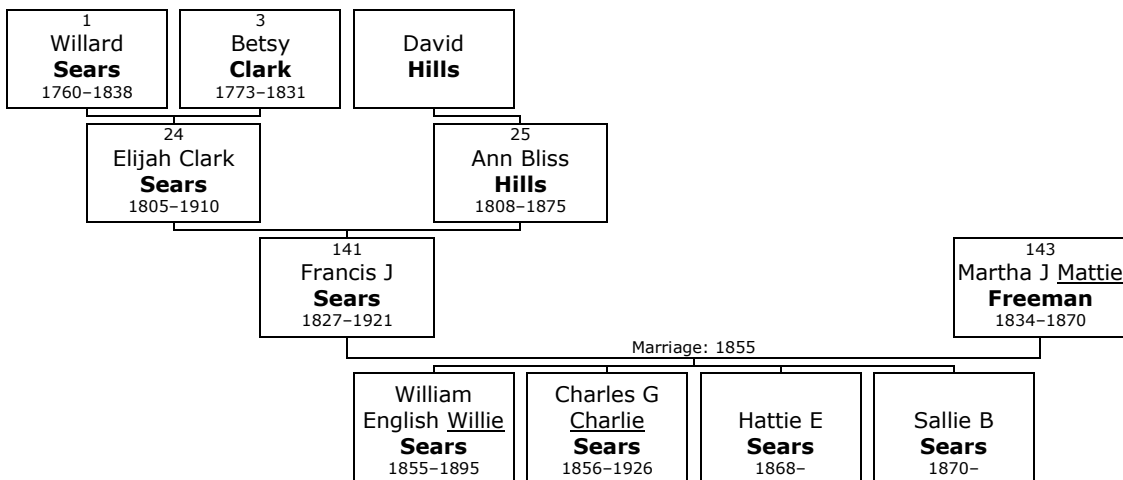 1
Willard
Sears
1760–1838
3
Betsy
Clark
1773–1831
David
Hills
24
Elijah Clark
Sears
1805–1910
25
Ann Bliss
Hills
1808–1875
141
Francis J
Sears
1827–1921
143
Martha J Mattie
Freeman
1834–1870
Marriage: 1855
William
English Willie
Sears
1855–1895
Charles G
Charlie
Sears
1856–1926
Hattie E
Sears
1868–
Sallie B
Sears
1870–